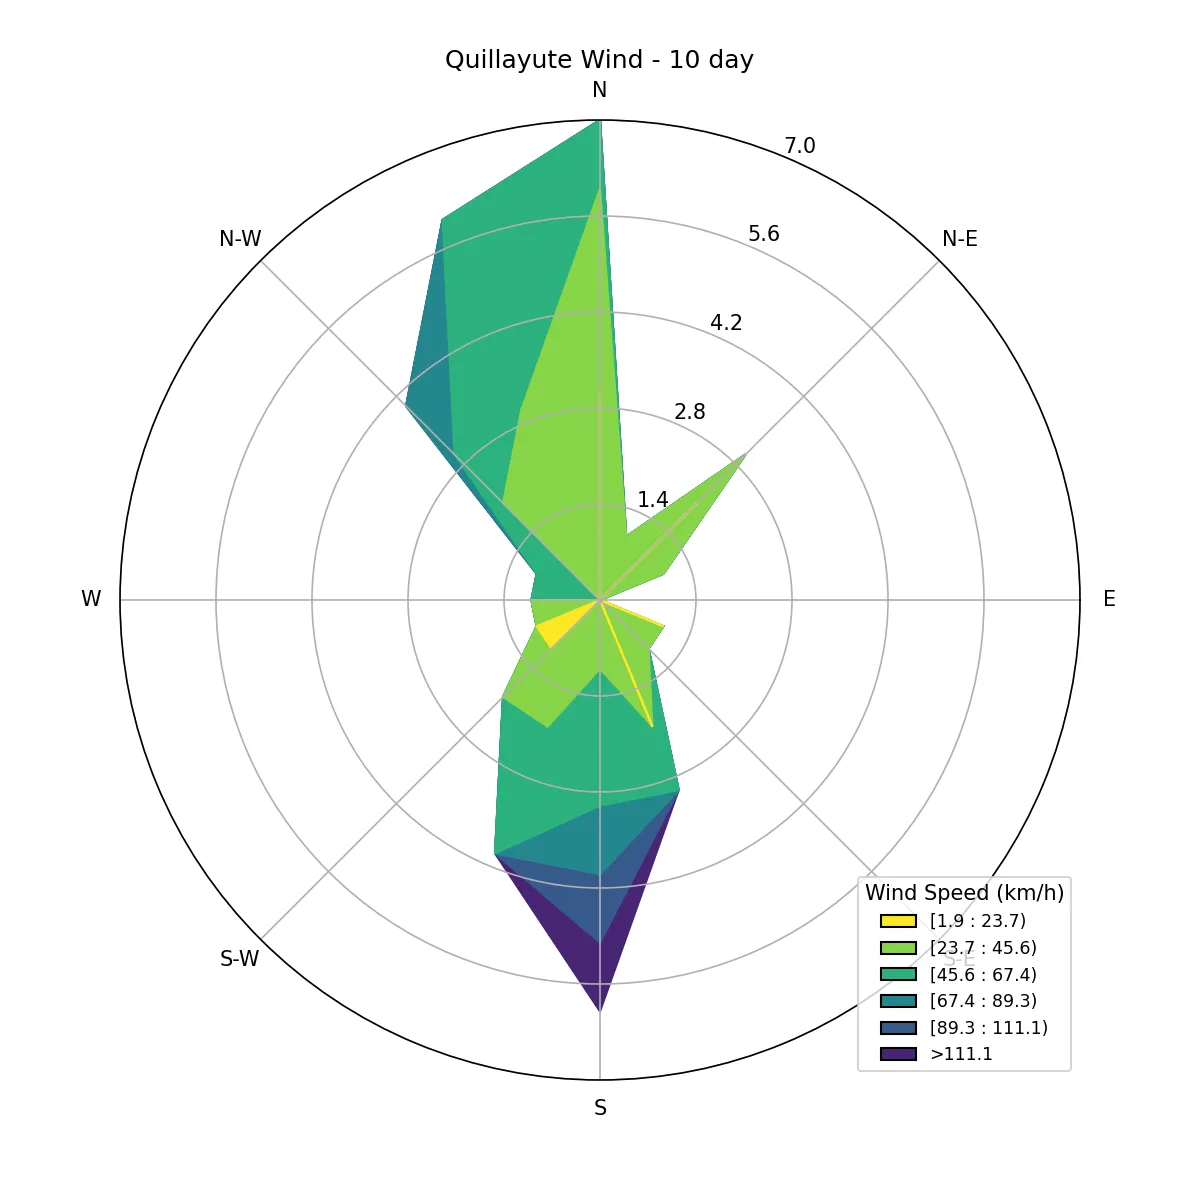 Quillayute Wind - 10 day
N
7.0
N-W
5.6
N-E
4.2
2.8
1.4
W
E
S-W
S-E
S
Wind Speed (km/h)
[1.9 : 23.7)
[23.7 : 45.6)
[45.6 : 67.4)
[67.4 : 89.3)
[89.3 : 111.1)
>111.1